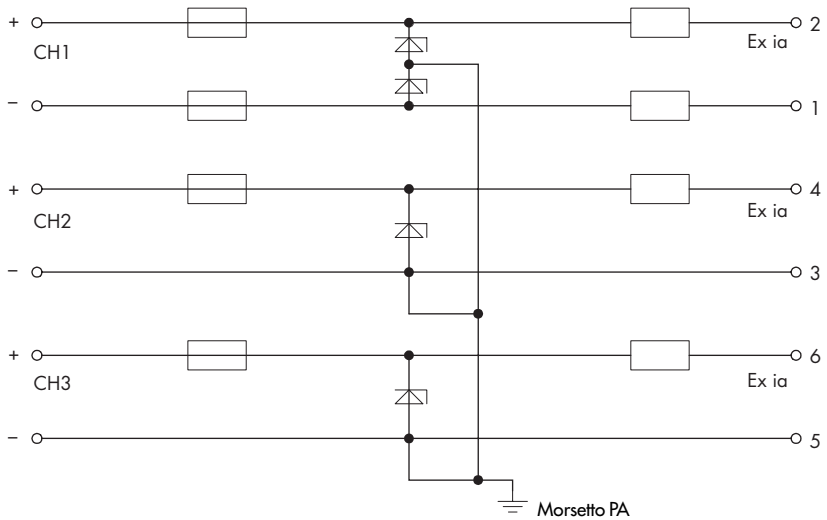 + 2
CH1 Ex ia
– 1
+ 4
CH2 Ex ia
– 3
+ 6
CH3 Ex ia
– 5
Morsetto PA